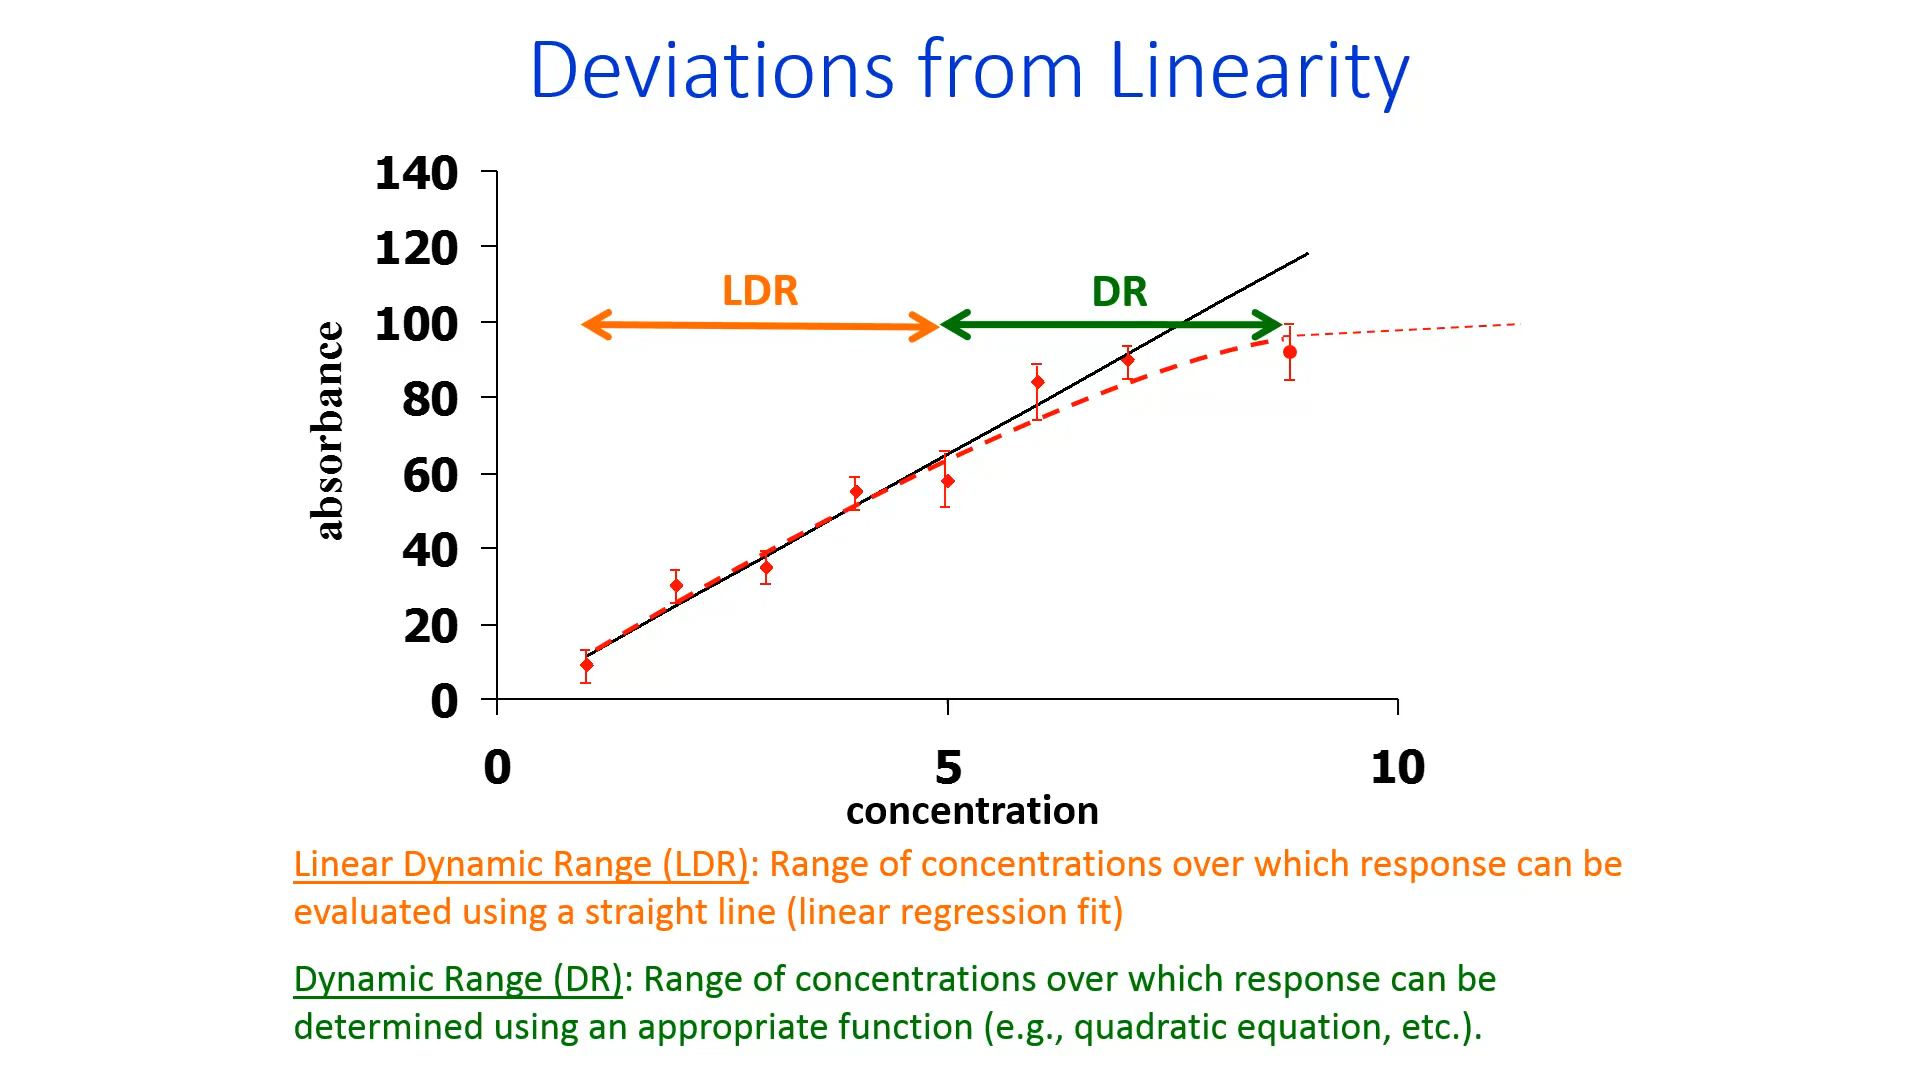 Deviations from Linearity
140
120
100
80
60
40
20
0
absorbance
LDR
DR
0 5 10
concentration
Linear Dynamic Range (LDR): Range of concentrations over which response can be
evaluated using a straight line (linear regression fit)
Dynamic Range (DR): Range of concentrations over which response can be
determined using an appropriate function (e.g., quadratic equation, etc.).